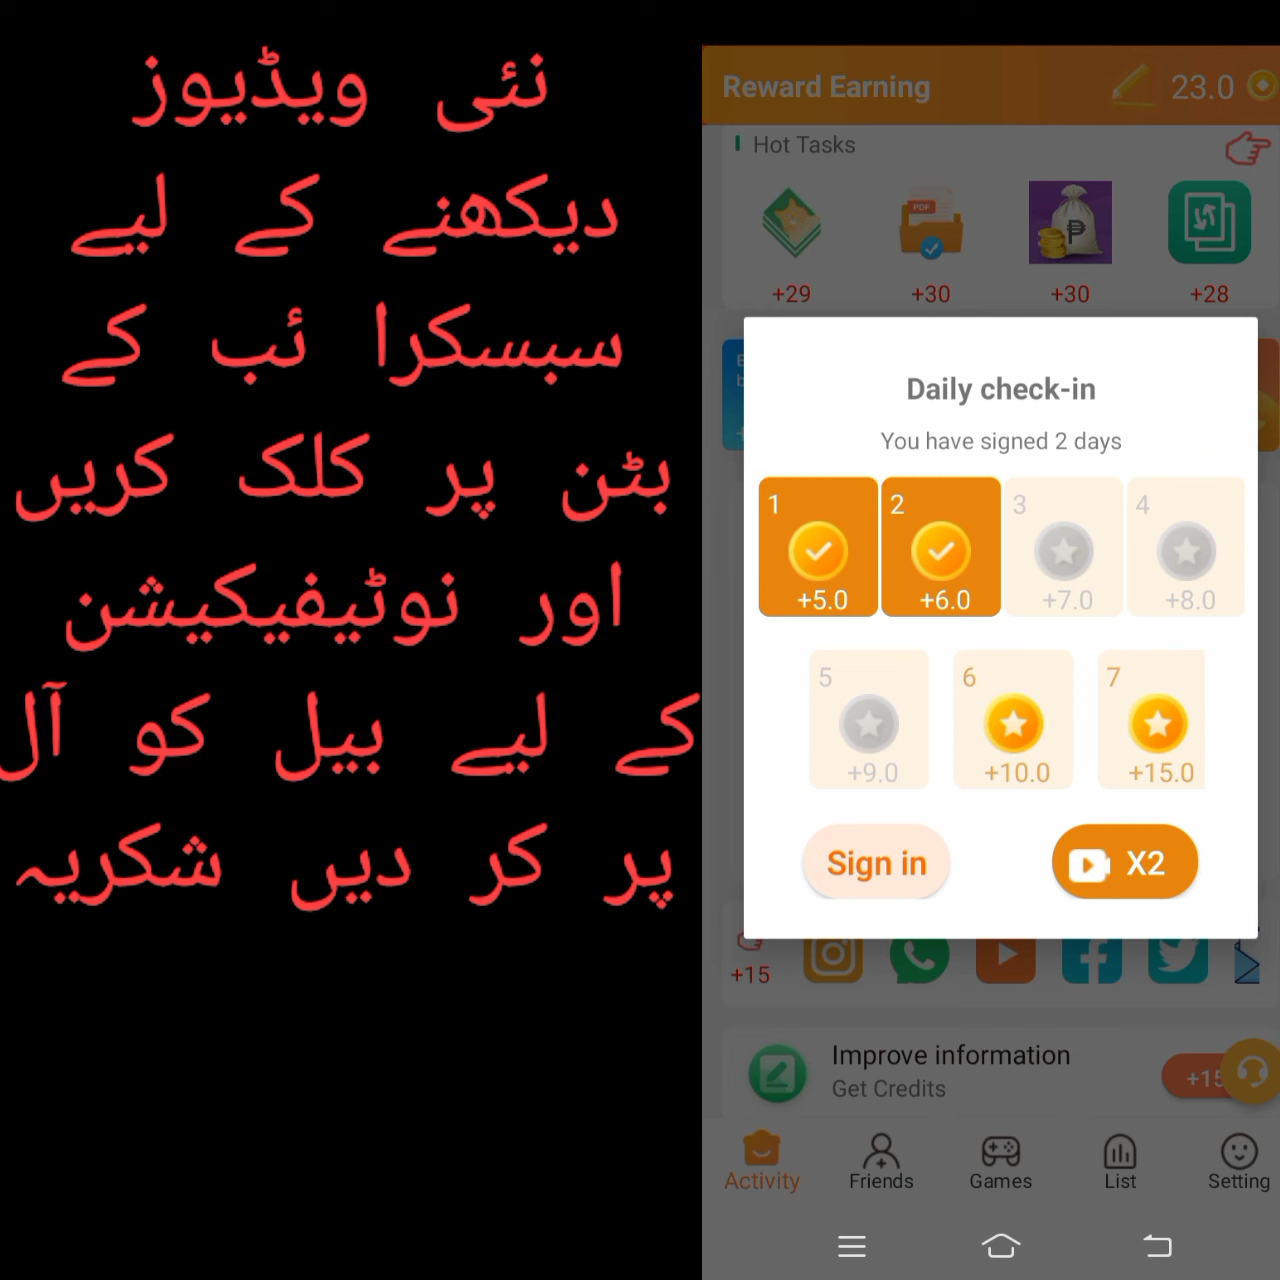 نئی ویڈیوز
دیکھنے کے لیے
سبسکرا ئب کے
بٹن پر کلک کریں
اور نوٹیفیکیشن
کے لیے بیل کو آل
پر کر دیں شکریہ
Reward Earning 23.0
Hot Tasks
PDF
+29 +30 +30 +28
Daily check-in
You have signed 2 days
1 2 3 4
+5.0 +6.0 +7.0 +8.0
5 6 7
+9.0 +10.0 +15.0
Sign in X2
+15
Improve information
Get Credits
+15
Activity Friends Games List Setting